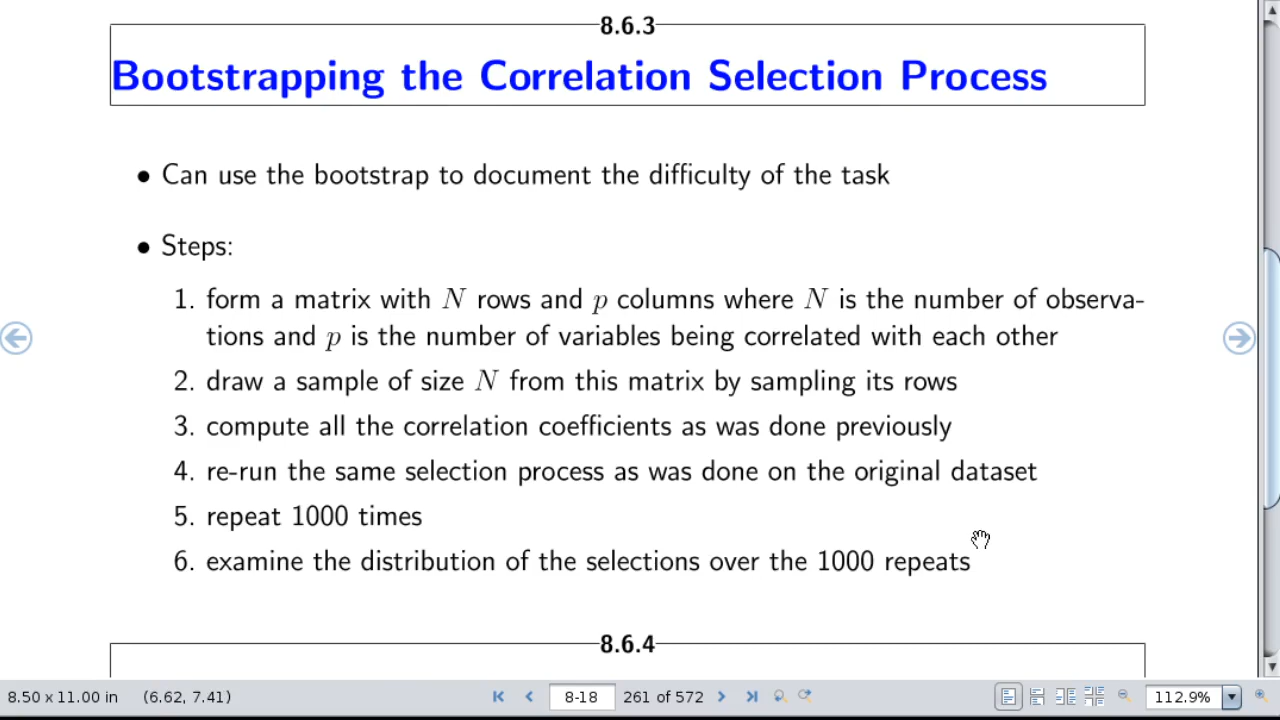 8.6.3
Bootstrapping the Correlation Selection Process
• Can use the bootstrap to document the difficulty of the task
• Steps:
1. form a matrix with N rows and p columns where N is the number of observa-
tions and p is the number of variables being correlated with each other
2. draw a sample of size N from this matrix by sampling its rows
3. compute all the correlation coefficients as was done previously
4. re-run the same selection process as was done on the original dataset
5. repeat 1000 times
6. examine the distribution of the selections over the 1000 repeats
8.6.4
8.50 x 11.00 in (6.62, 7.41) 8-18 261 of 572 112.9%